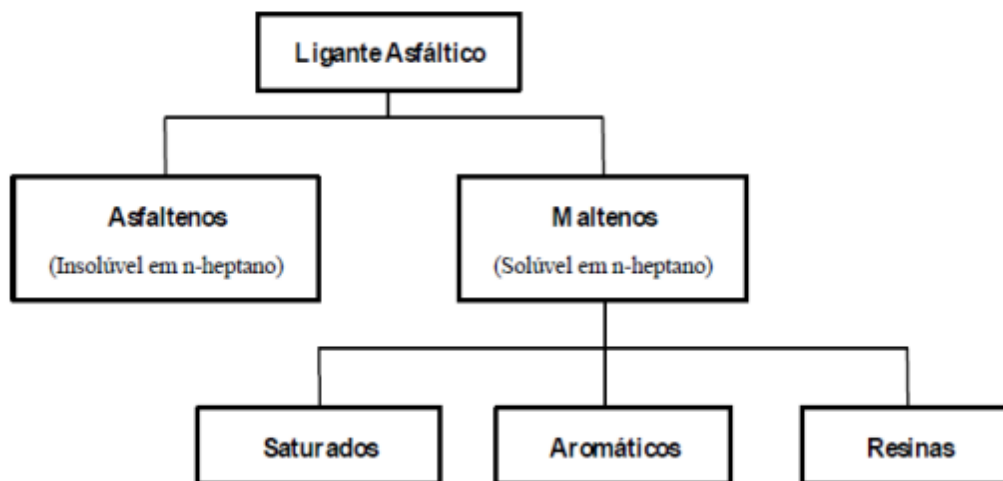 Ligante Asfáltico
Asfaltenos
(Insolúvel em n-heptano)
Maltenos
(Solúvel em n-heptano)
Saturados
Aromáticos
Resinas